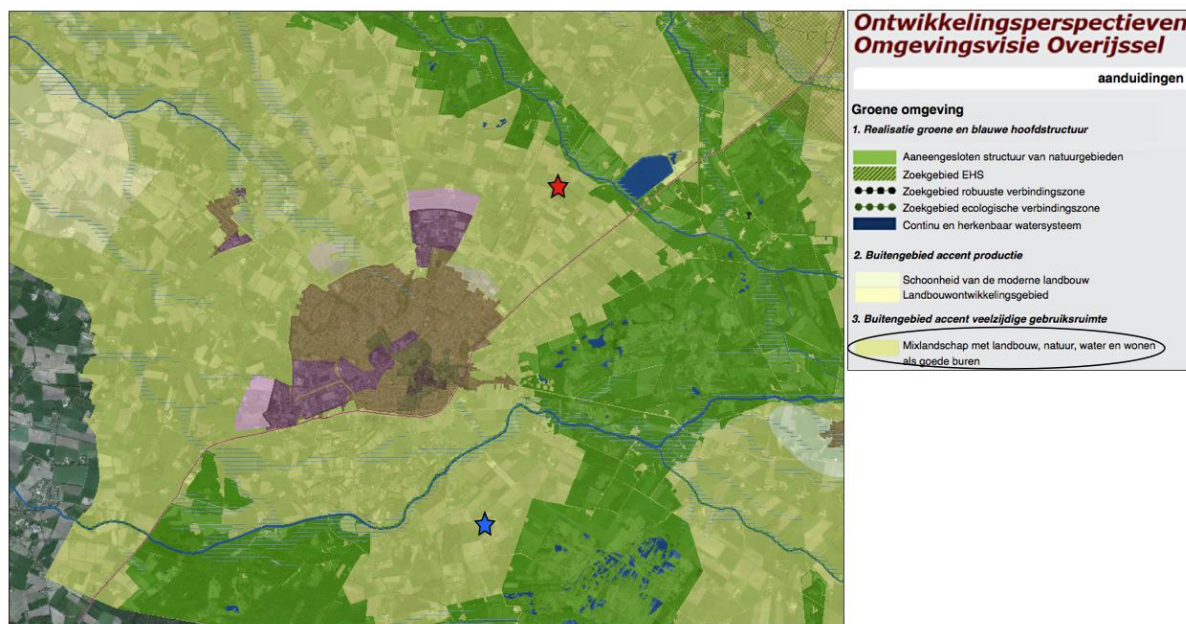 Ontwikkelingsperspectieven
Omgevingsvisie Overijssel
aanduidingen
Groene omgeving
1. Realisatie groene en blauwe hoofdstructuur
Aaneengesloten structuur van natuurgebieden
Zoekgebied EHS
Zoekgebied robuuste verbindingszone
Zoekgebied ecologische verbindingszone
Continu en herkenbaar watersysteem
2. Buitengebied accent productie
Schoonheid van de moderne landbouw
Landbouwontwikkelingsgebied
3. Buitengebied accent veelzijdige gebruiksruimte
Mixlandschap met landbouw, natuur, water en wonen
als goede buren